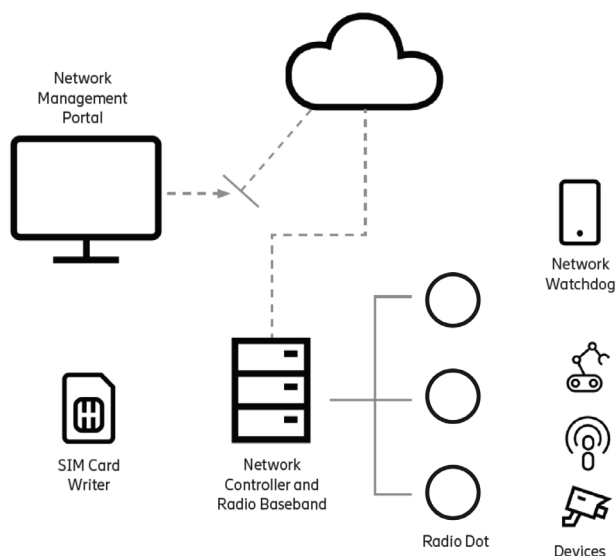 Network
Management
Portal
Network
Watchdog
SIM Card
Writer
Network
Controller and
Radio Baseband
Radio Dot
Devices